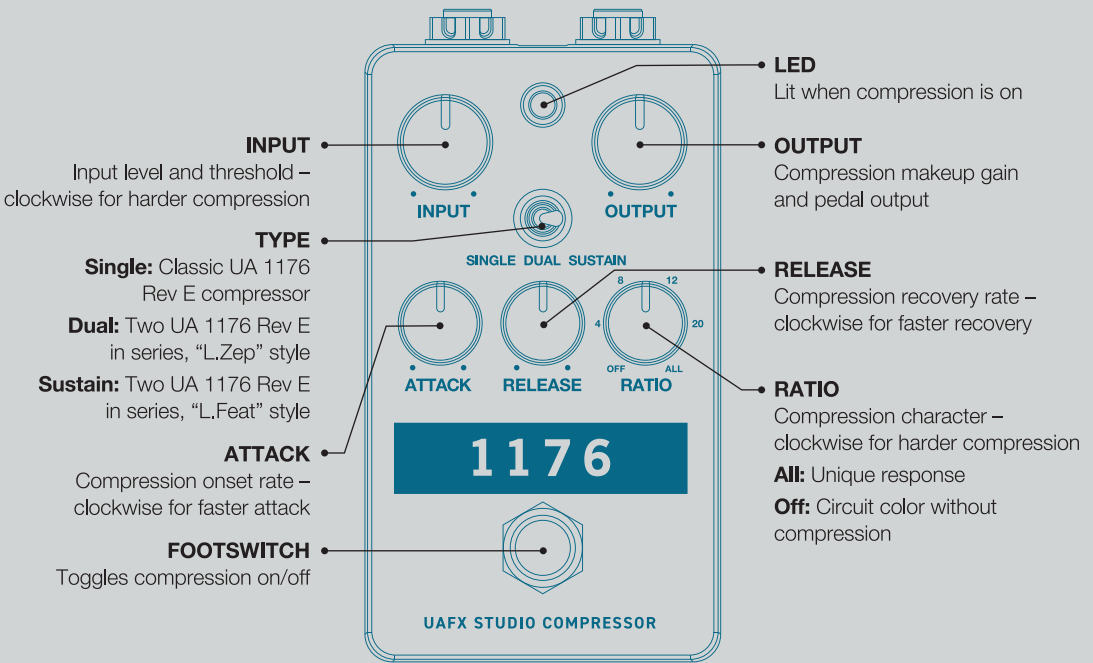 INPUT
Input level and threshold –
clockwise for harder compression
TYPE
Single: Classic UA 1176
Rev E compressor
Dual: Two UA 1176 Rev E
in series, “L.Zep” style
Sustain: Two UA 1176 Rev E
in series, “L.Feat” style
ATTACK
Compression onset rate –
clockwise for faster attack
FOOTSWITCH
Toggles compression on/off
INPUT
OUTPUT
SINGLE DUAL SUSTAIN
ATTACK
RELEASE
8
12
4
20
OFF
ALL
RATIO
1176
UAFX STUDIO COMPRESSOR
LED
Lit when compression is on
OUTPUT
Compression makeup gain
and pedal output
RELEASE
Compression recovery rate –
clockwise for faster recovery
RATIO
Compression character –
clockwise for harder compression
All: Unique response
Off: Circuit color without
compression